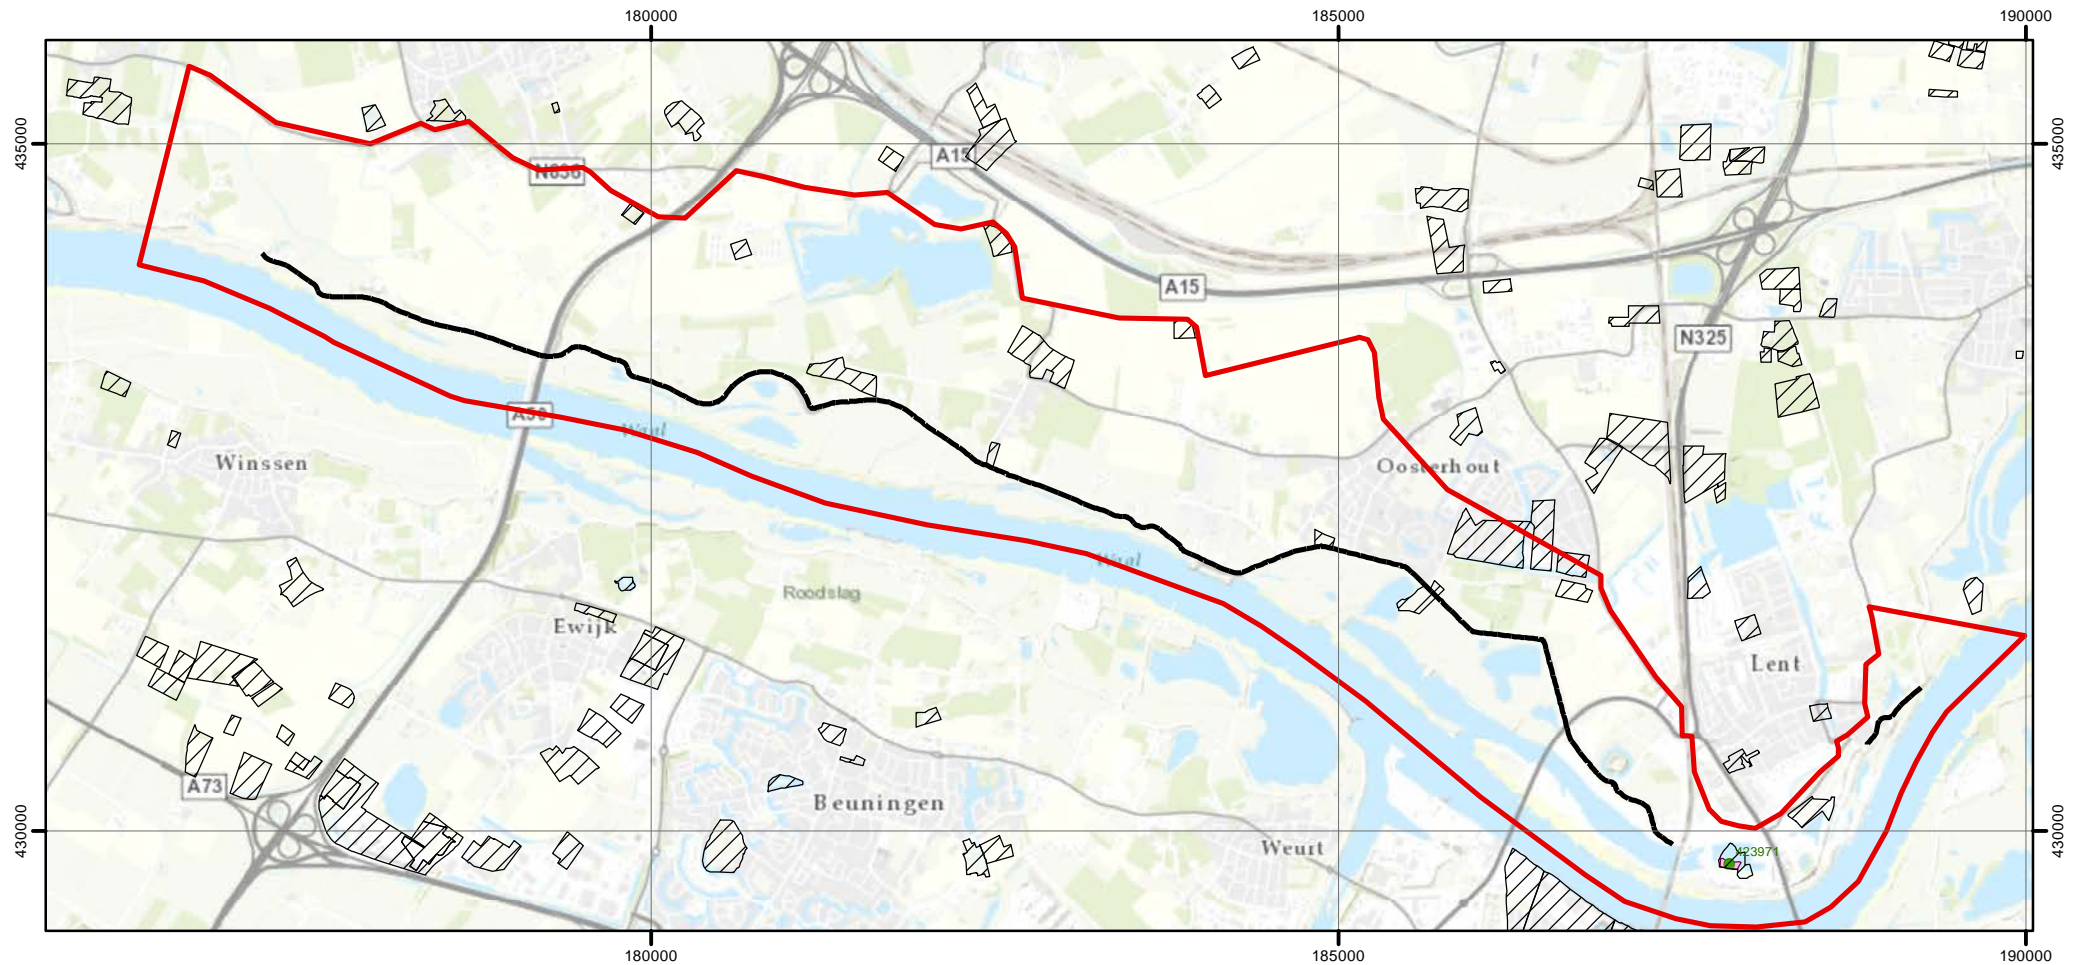 180000
185000
190000
435000
435000
A15
N836
A15
N325
A50
Waal
Winssen
Oosterhout
Waal
Roodslag
Ewijk
Lent
A73
Beuningen
430000
430000
Weurt
423971
180000
185000
190000